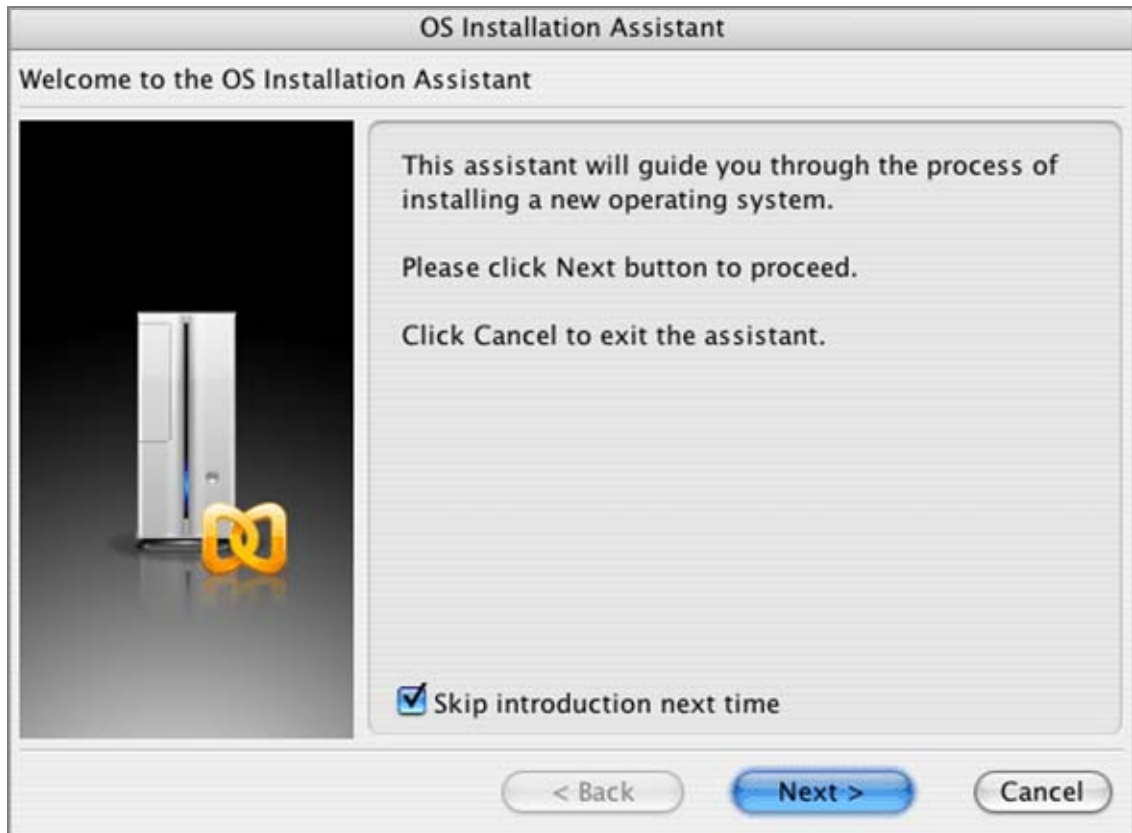 OS Installation Assistant
Welcome to the OS Installation Assistant
This assistant will guide you through the process of
installing a new operating system.
Please click Next button to proceed.
Click Cancel to exit the assistant.
Skip introduction next time
< Back
Next >
Cancel